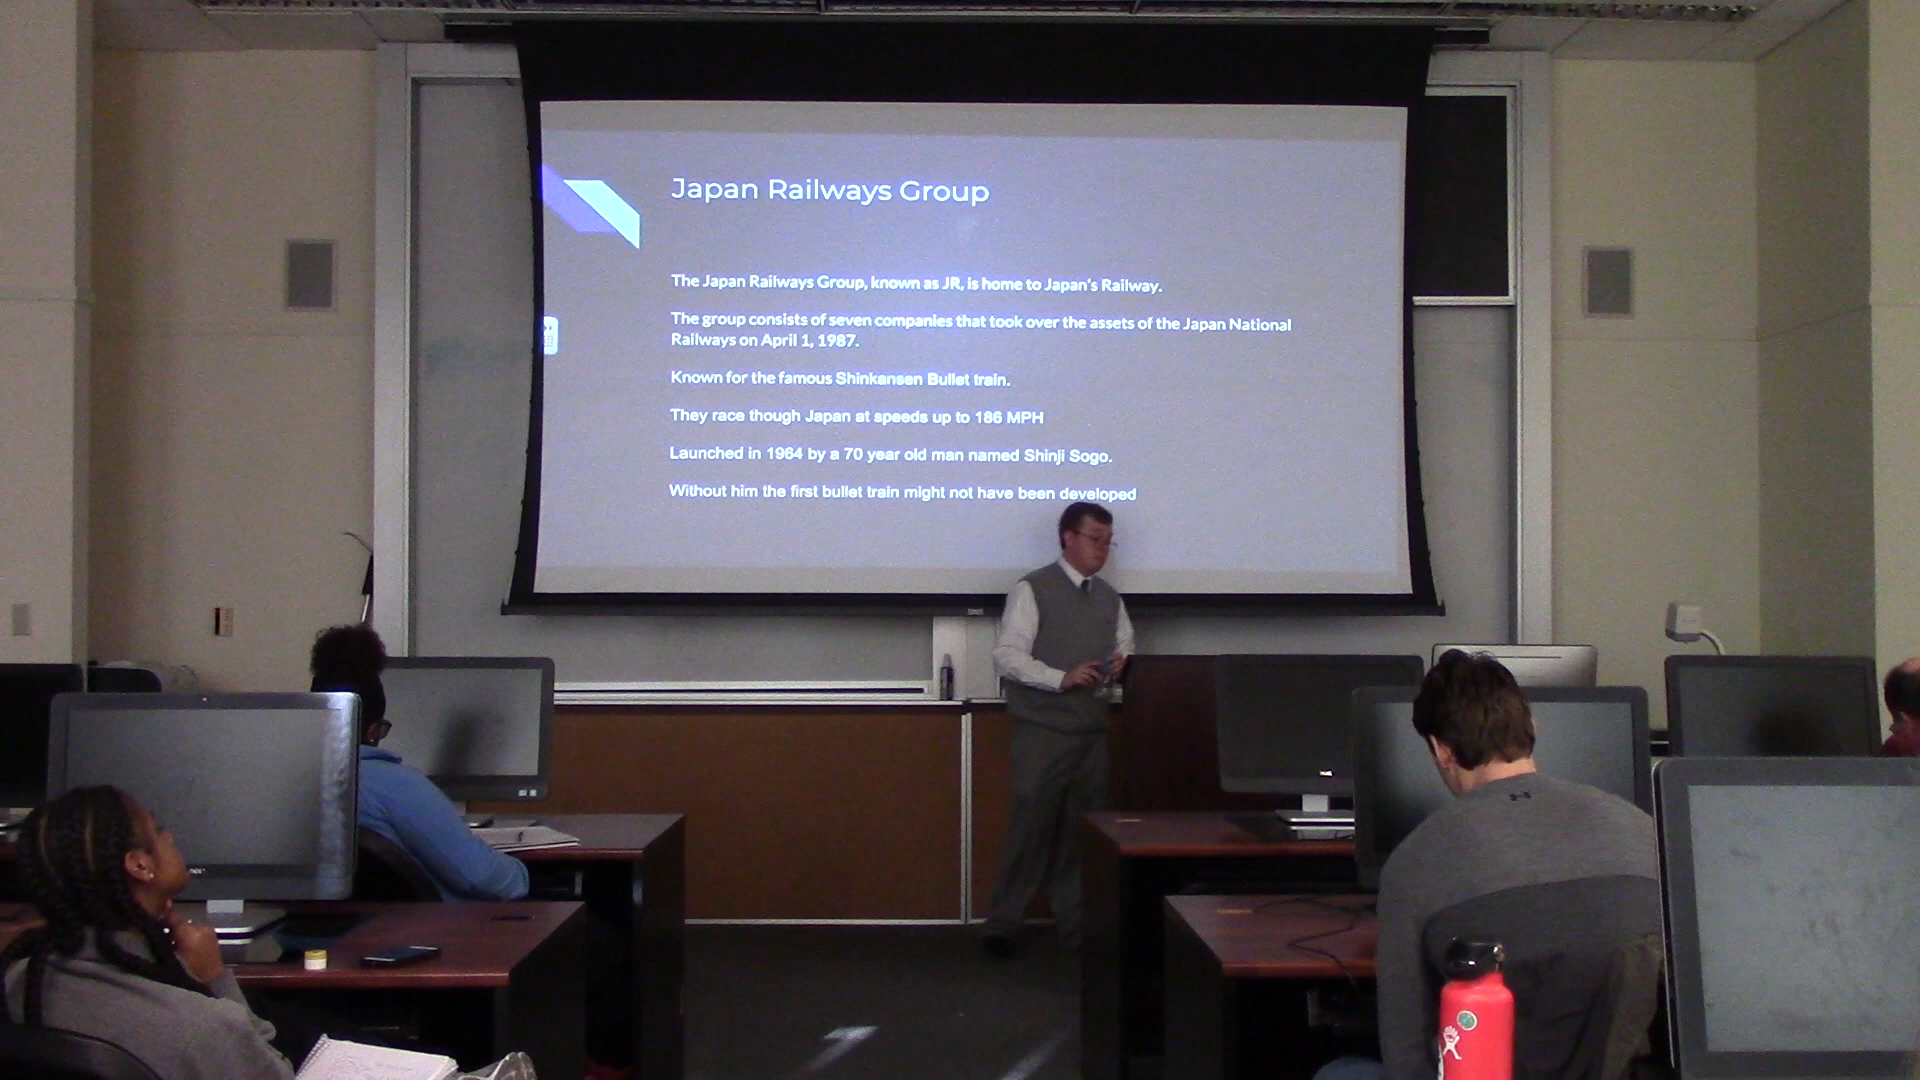 Japan Railways Group
The Japan Railways Group, known as JR, is home to Japan's Railway.
The group consists of seven companies that took over the assets of the Japan National
Railways on April 1, 1987.
Known for the famous Shinkansen Bullet train.
They race though Japan at speeds up to 186 MPH
Launched in 1964 by a 70 year old man named Shinji Sogo.
Without him the first bullet train might not have been developed